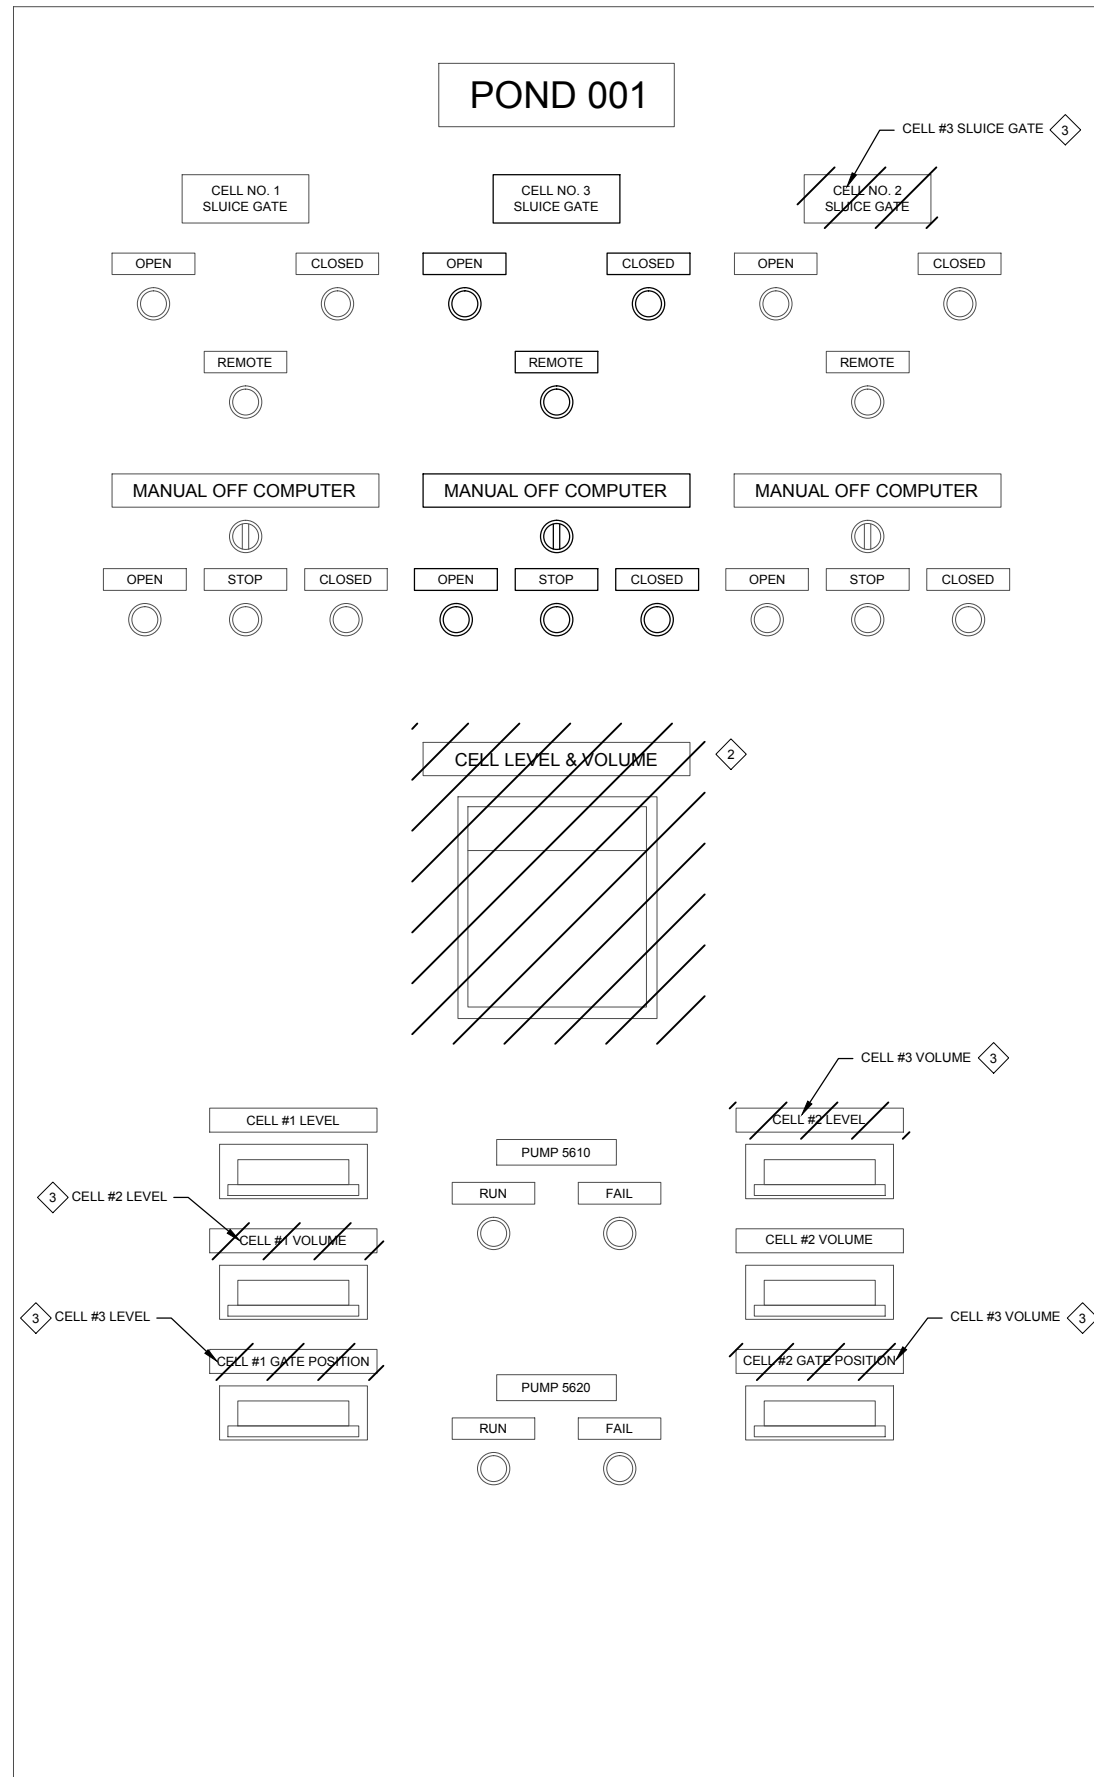 POND 001
CELL #3 SLUICE GATE 3
CELL NO. 1
SLUICE GATE
CELL NO. 3
SLUICE GATE
CELL NO. 2
SLUICE GATE
OPEN CLOSED OPEN CLOSED OPEN CLOSED
REMOTE REMOTE REMOTE
MANUAL OFF COMPUTER MANUAL OFF COMPUTER MANUAL OFF COMPUTER
OPEN STOP CLOSED OPEN STOP CLOSED OPEN STOP CLOSED
CELL LEVEL & VOLUME 2
CELL #3 VOLUME 3
CELL #1 LEVEL CELL #2 LEVEL
PUMP 5610
RUN FAIL
3 CELL #2 LEVEL
CELL #1 VOLUME CELL #2 VOLUME
3 CELL #3 LEVEL CELL #3 VOLUME 3
CELL #1 GATE POSITION CELL #2 GATE POSITION
PUMP 5620
RUN FAIL